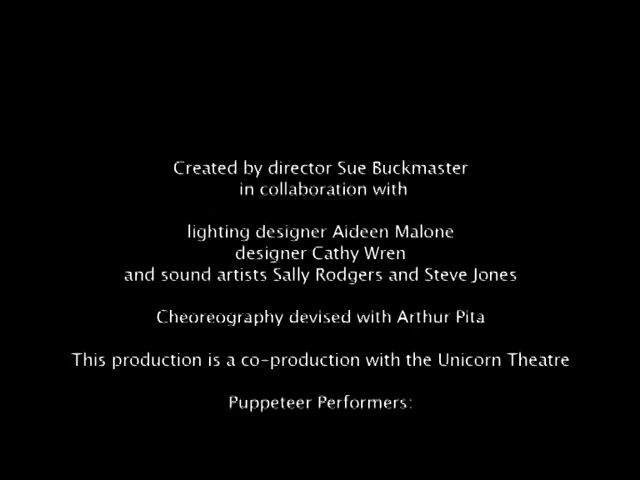 Created by director Sue Buckmaster
in collaboration with
lighting designer Aideen Malone
designer Cathy Wren
and sound artists Sally Rodgers and Steve Jones
Choreography devised with Arthur Pita
This production is a co-production with the Unicorn Theatre
Puppeteer Performers: